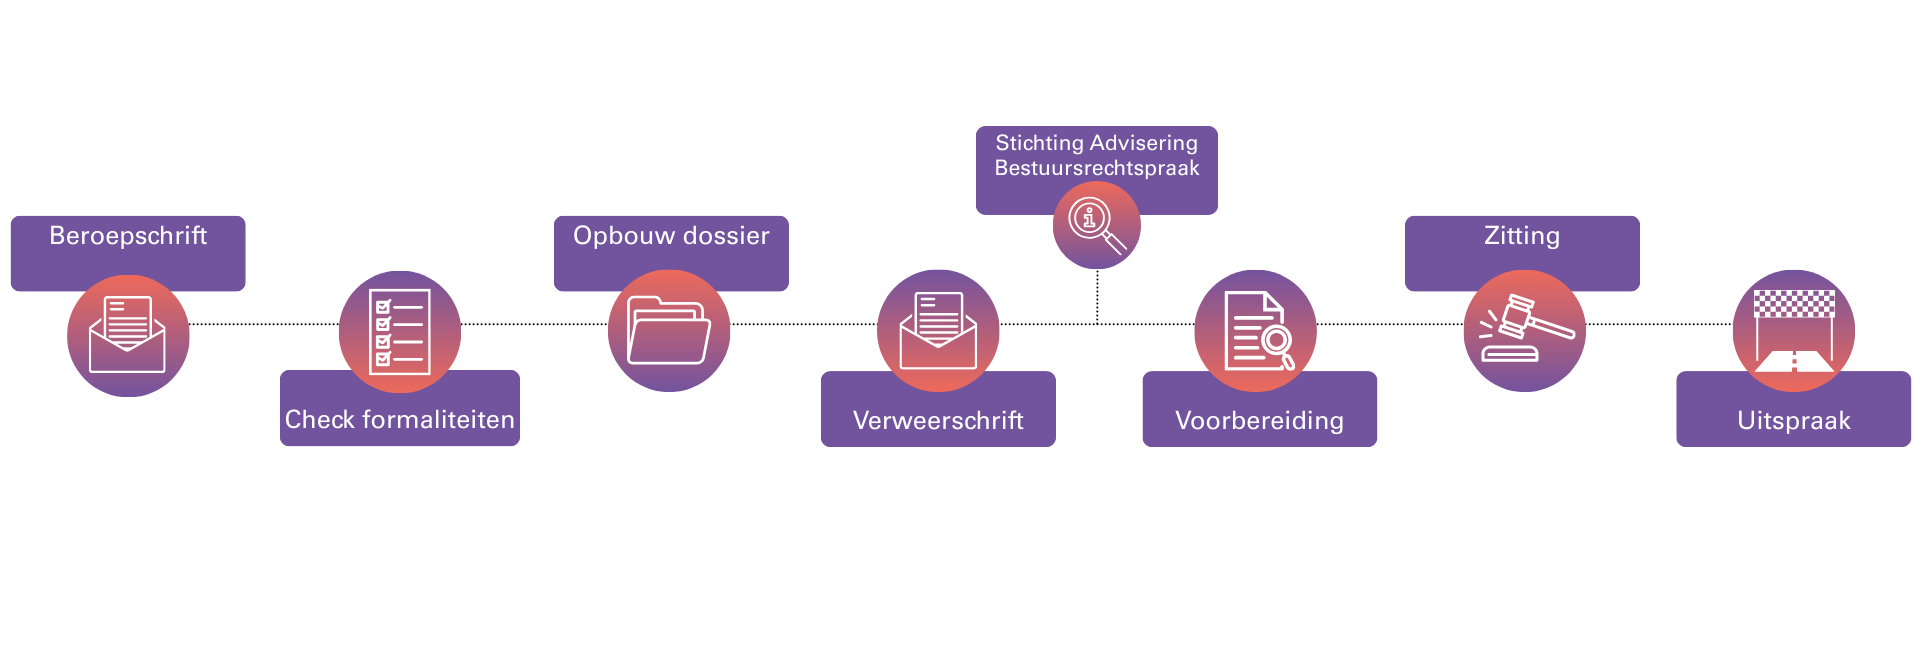 Beroepschrift
Check formaliteiten
Opbouw dossier
Verweerschrift
Stichting Advisering
Bestuursrechtspraak
Voorbereiding
Zitting
Uitspraak